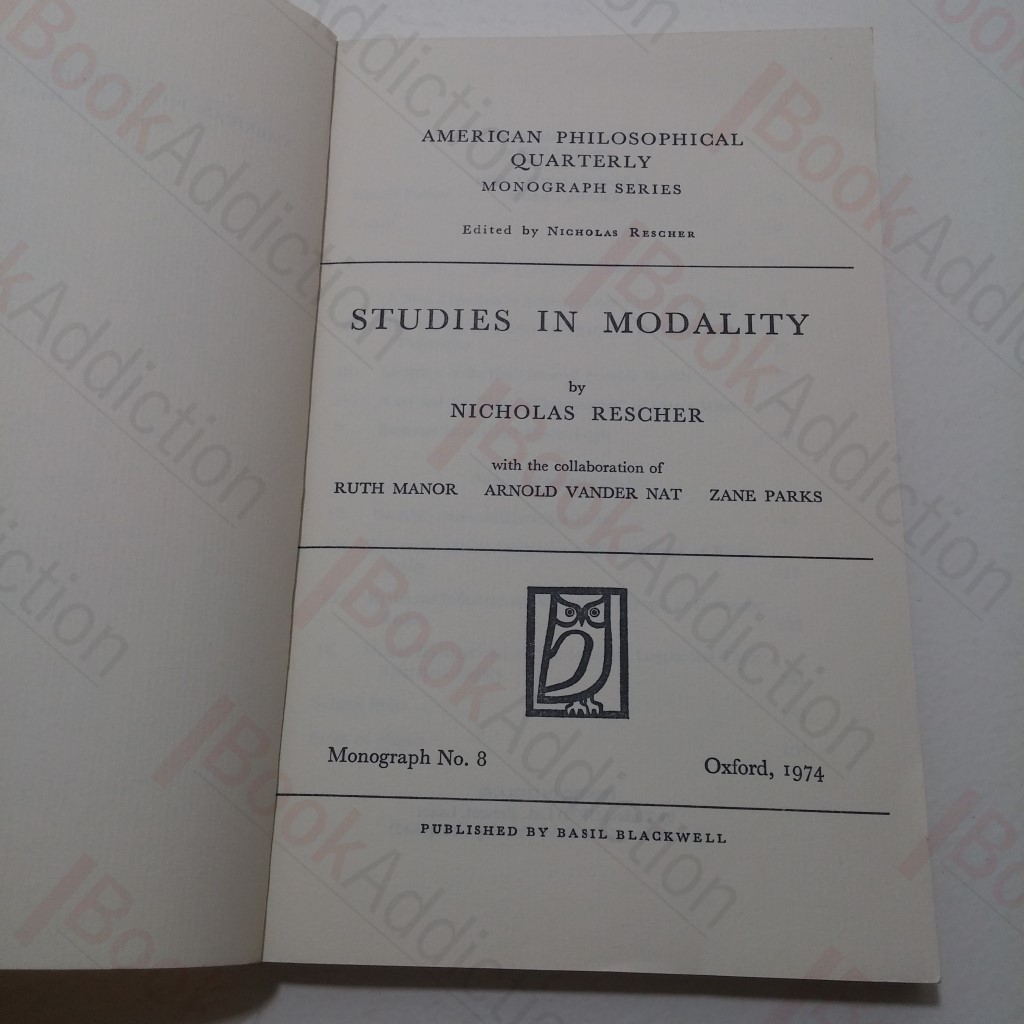 AMERICAN PHILOSOPHICAL
QUARTERLY
MONOGRAPH SERIES
Edited by NICHOLAS RESCHER
STUDIES IN MODALITY
by
NICHOLAS RESCHER
with the collaboration of
RUTH MANOR ARNOLD VANDER NAT ZANE PARKS
Monograph No. 8 Oxford, 1974
PUBLISHED BY BASIL BLACKWELL
BookAddiction